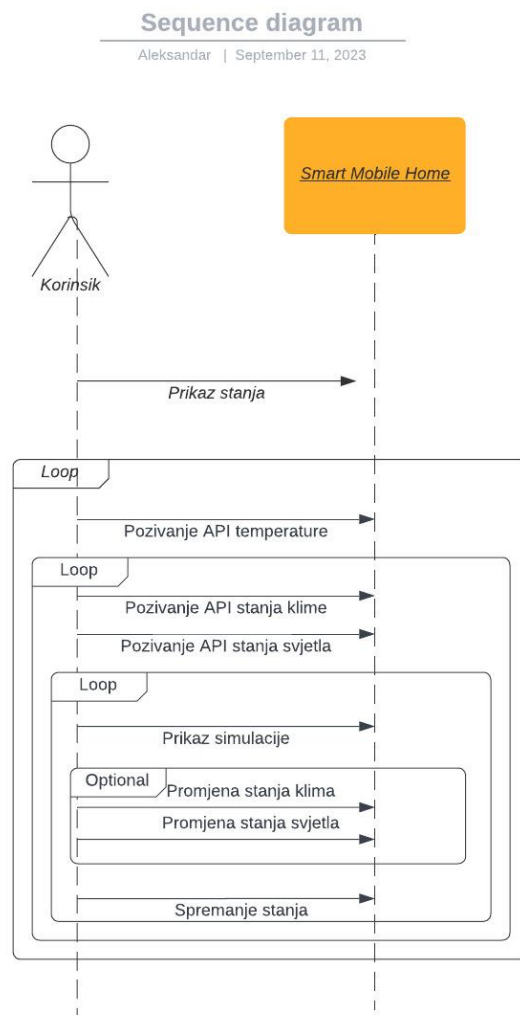 Sequence diagram
Aleksandar | September 11, 2023
Smart Mobile Home
Korinsik
Prikaz stanja
Loop
Pozivanje API temperature
Loop
Pozivanje API stanja klime
Pozivanje API stanja svjetla
Loop
Prikaz simulacije
Optional
Promjena stanja klima
Promjena stanja svjetla
Spremanje stanja